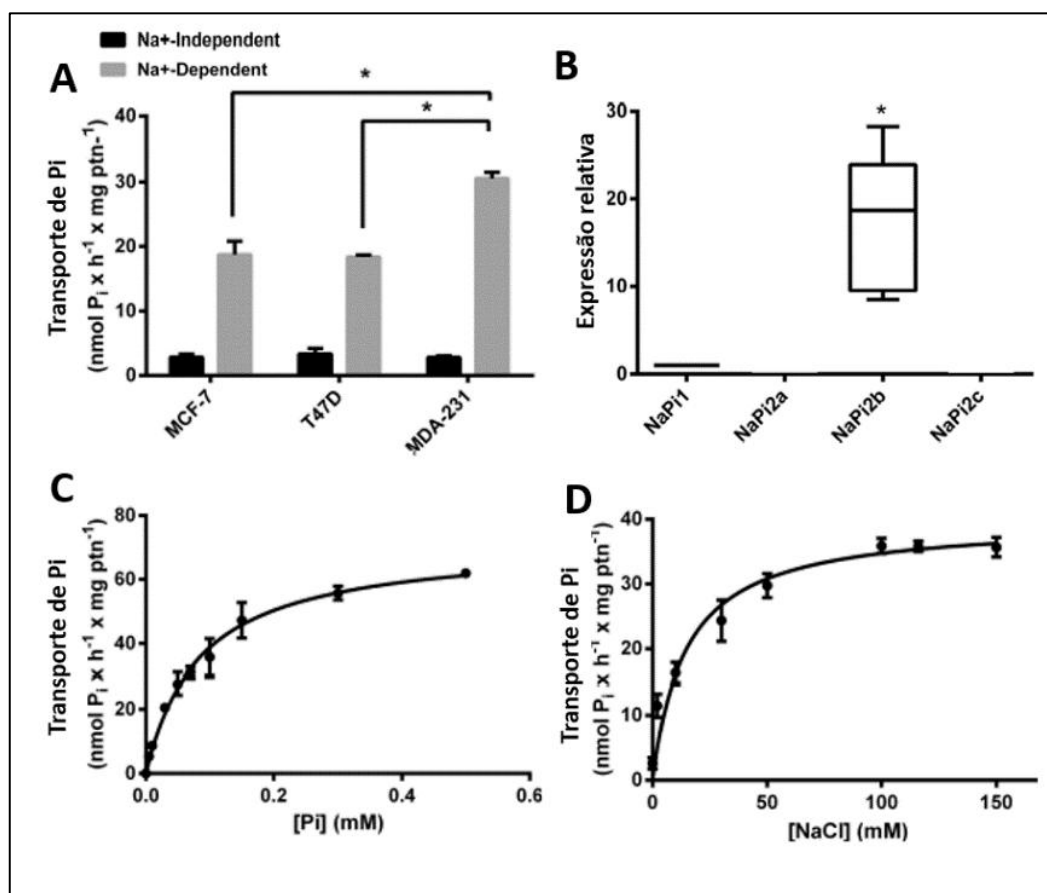 Na+-Independent
Na+-Dependent
A
*
*
Transporte de Pi
(nmol Pi x h-1 x mg ptn-1)
40
30
20
10
0
MCF-7
T47D
MDA-231
B
*
Expressão relativa
30
20
10
0
NaPi1
NaPi2a
NaPi2b
NaPi2c
C
Transporte de Pi
(nmol Pi x h-1 x mg ptn-1)
80
60
40
20
0
0.0
0.2
0.4
0.6
[Pi] (mM)
D
Transporte de Pi
(nmol Pi x h-1 x mg ptn-1)
40
30
20
10
0
0
50
100
150
[NaCl] (mM)